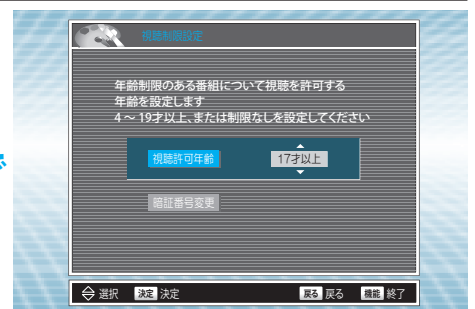 視聴制限設定
年齢制限のある番組について視聴を許可する
年齢を設定します
4～19才以上、または制限なしを設定してください
視聴許可年齢 17才以上
暗証番号変更
選択 決定 決定 戻る 戻る 機能 終了